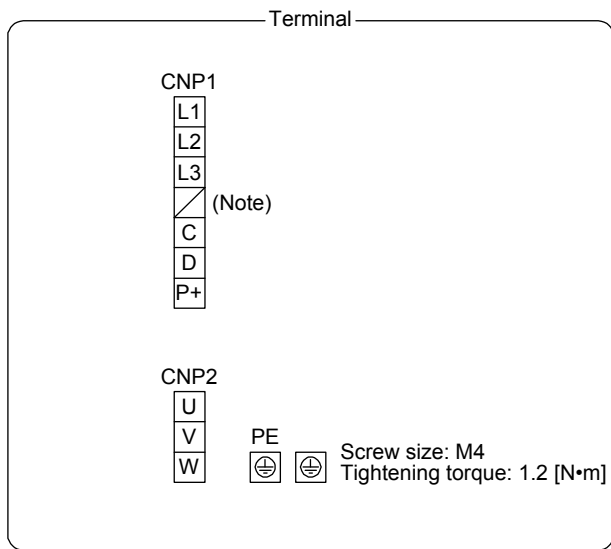 Terminal
CNP1
L1
L2
L3
(Note)
C
D
P+
CNP2
U
V
W
PE
Screw size: M4
Tightening torque: 1.2 [N•m]